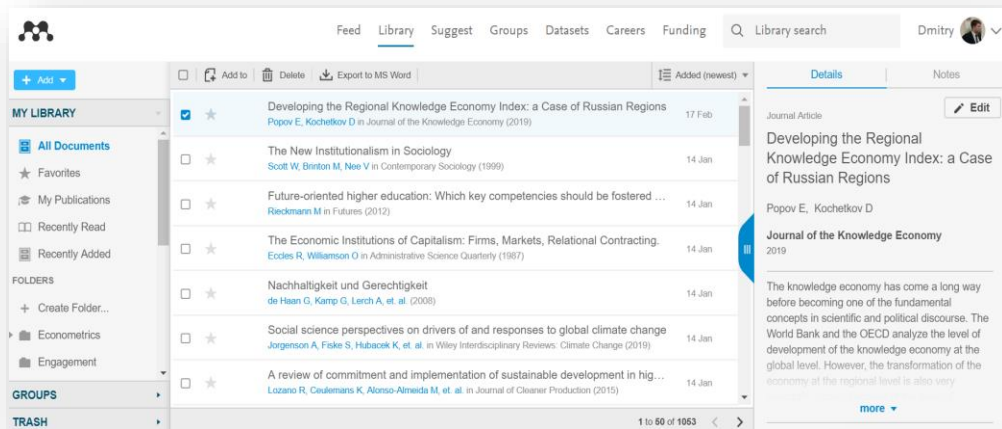 Feed Library Suggest Groups Datasets Careers Funding Library search Dmitry
+ Add
MY LIBRARY
All Documents
Favorites
My Publications
Recently Read
Recently Added
FOLDERS
+ Create Folder...
Econometrics
Engagement
GROUPS
TRASH
Add to Delete Export to MS Word Added (newest)
Developing the Regional Knowledge Economy Index: a Case of Russian Regions
Popov E, Kochetkov D in Journal of the Knowledge Economy (2019)
17 Feb
The New Institutionalism in Sociology
Scott W, Brinton M, Nee V in Contemporary Sociology (1999)
14 Jan
Future-oriented higher education: Which key competencies should be fostered ...
Rieckmann M in Futures (2012)
14 Jan
The Economic Institutions of Capitalism: Firms, Markets, Relational Contracting.
Eccles R, Williamson O in Administrative Science Quarterly (1987)
14 Jan
Nachhaltigkeit und Gerechtigkeit
de Haan G, Kamp G, Lerch A, et. al. (2008)
14 Jan
Social science perspectives on drivers of and responses to global climate change
Jorgenson A, Fiske S, Hubacek K, et. al. in Wiley Interdisciplinary Reviews: Climate Change (2019)
14 Jan
A review of commitment and implementation of sustainable development in hig...
Lozano R, Ceulemans K, Alonso-Almeida M, et. al. in Journal of Cleaner Production (2015)
14 Jan
1 to 50 of 1053
Details Notes
Journal Article
Edit
Developing the Regional
Knowledge Economy Index: a Case
of Russian Regions
Popov E, Kochetkov D
Journal of the Knowledge Economy
2019
The knowledge economy has come a long way
before becoming one of the fundamental
concepts in scientific and political discourse. The
World Bank and the OECD analyze the level of
development of the knowledge economy at the
global level. However, the transformation of the
economy at the regional level is also very
more